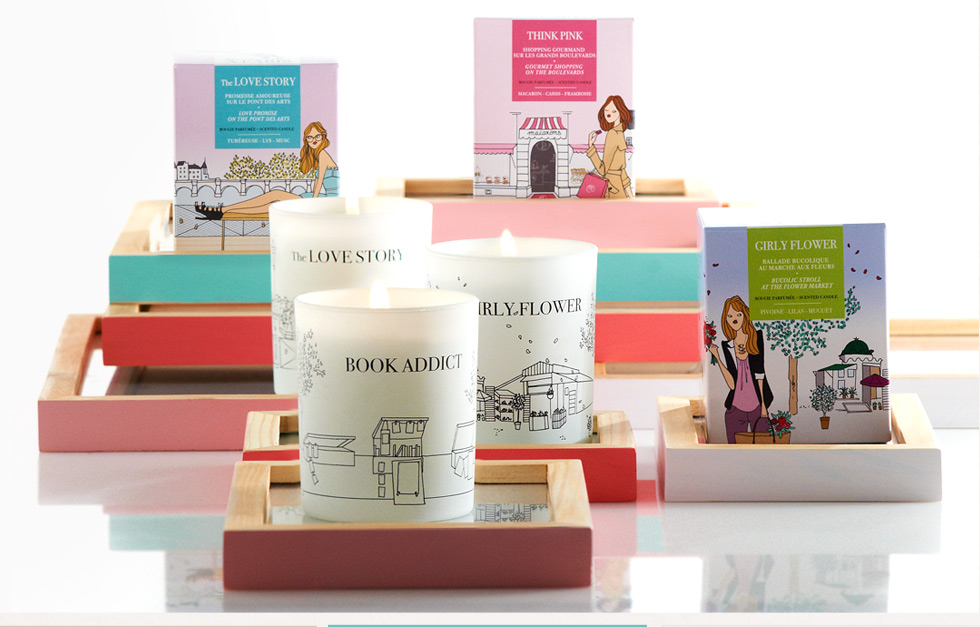 The LOVE STORY
PROMESSE AMOUREUSE
SUR LE PONT DES ARTS
LOVE PROMISE
ON THE PONT DES ARTS
BOUGIE PARFUMÉE - SCENTED CANDLE
TUBÉREUSE - LYS - MUSC
THINK PINK
SHOPPING GOURMAND
SUR LES GRANDS BOULEVARDS
GOURMET SHOPPING
ON THE BOULEVARDS
BOUGIE PARFUMÉE - SCENTED CANDLE
MACARON - CASSIS - FRAMBOISE
macarons
GIRLY FLOWER
BALLADE BUCOLIQUE
AU MARCHE AUX FLEURS
BUCOLIC STROLL
AT THE FLOWER MARKET
BOUGIE PARFUMÉE - SCENTED CANDLE
PIVOINE - LILAS - MUGUET
The LOVE STORY
GIRLY FLOWER
BOOK ADDICT